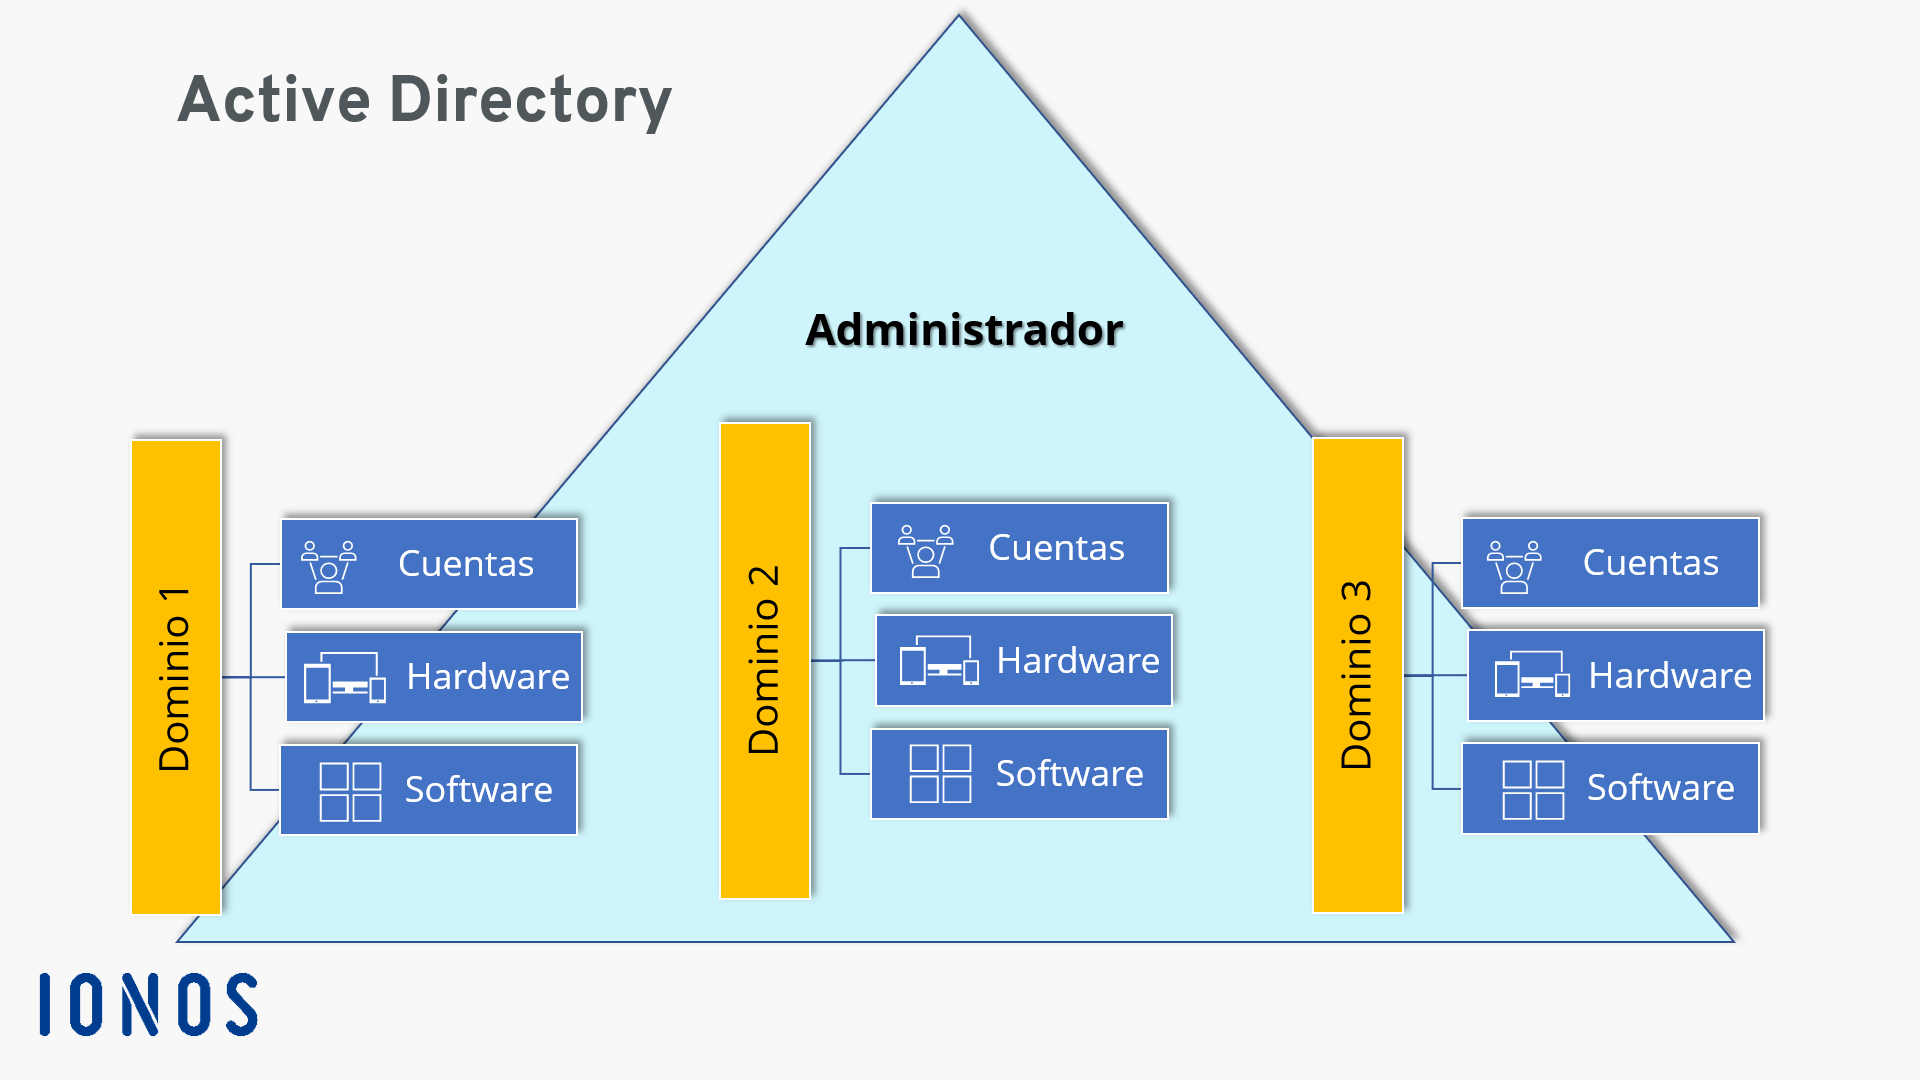 Active Directory
Administrador
Dominio 1
Cuentas
Hardware
Software
Dominio 2
Cuentas
Hardware
Software
Dominio 3
Cuentas
Hardware
Software
IONOS